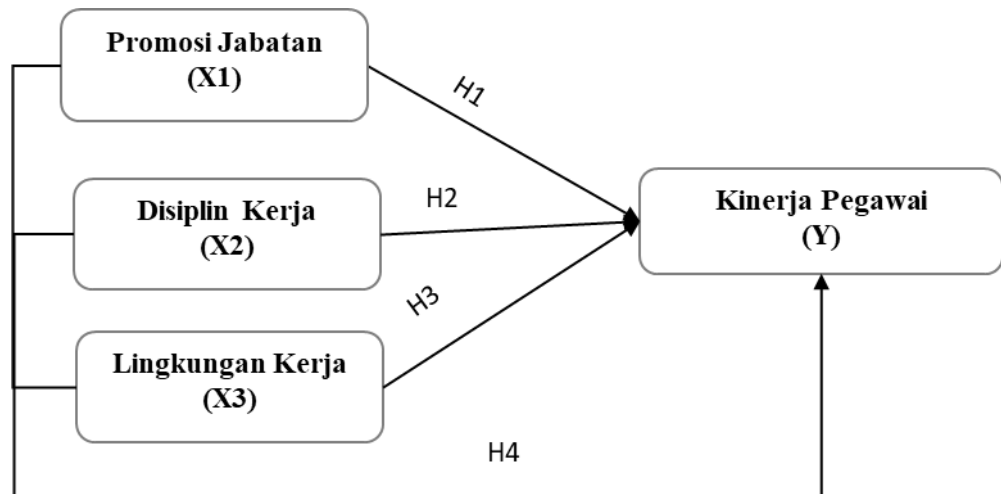 Promosi Jabatan
(X1)
H1
Disiplin Kerja
(X2)
H2
Kinerja Pegawai
(Y)
H3
Lingkungan Kerja
(X3)
H4